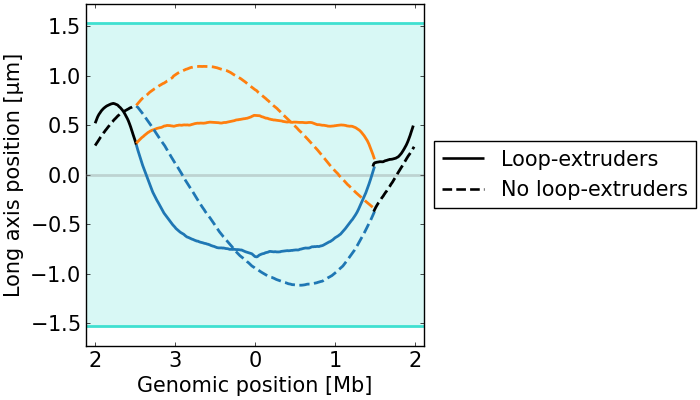 1.5
1.0
0.5
0.0
−0.5
−1.0
−1.5
Long axis position [µm]
2 3 0 1 2
Genomic position [Mb]
Loop-extruders
No loop-extruders